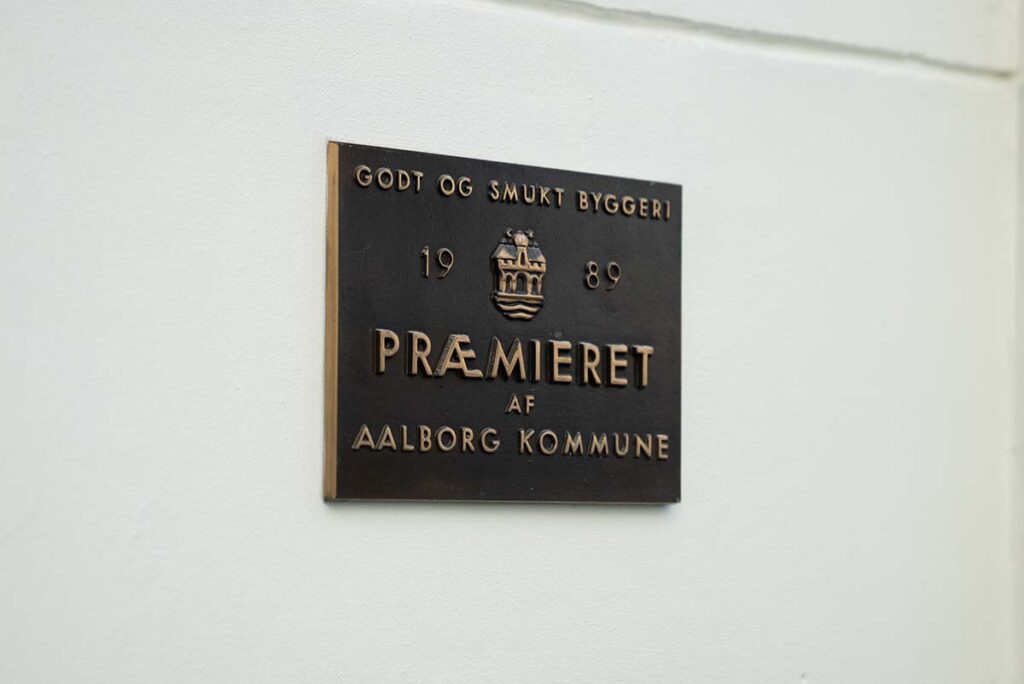 GODT OG SMUKT BYGGERI
19 89
PRÆMIERET
AF
AALBORG KOMMUNE